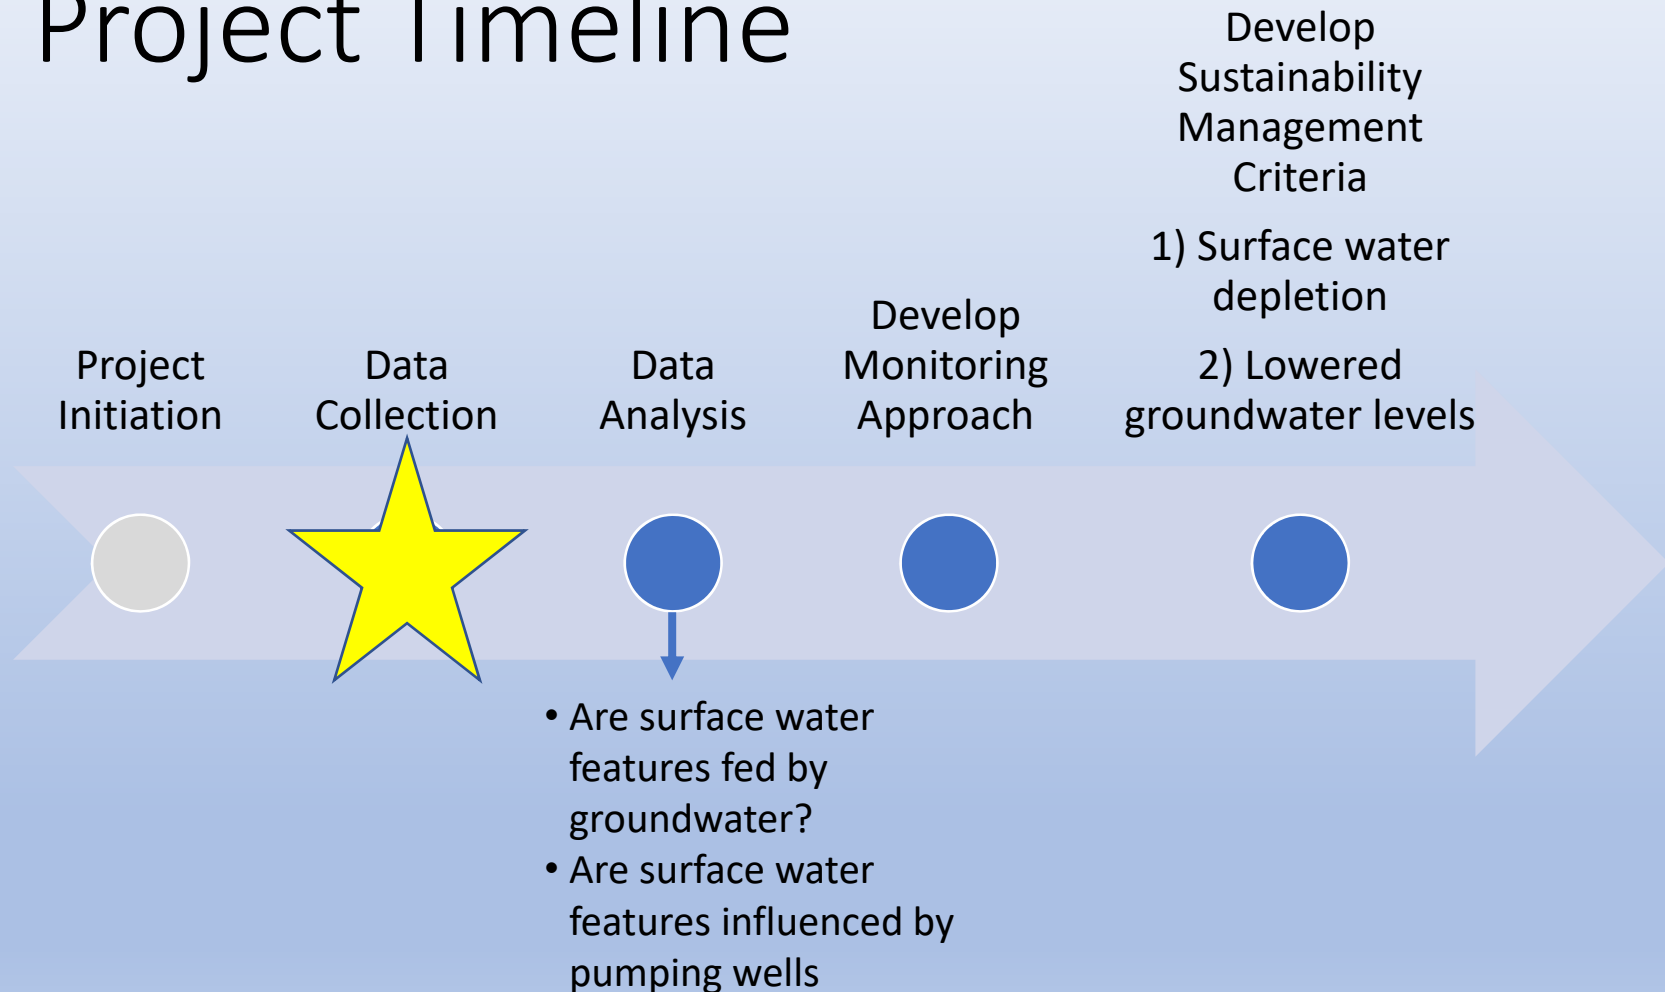 Project Timeline
Project
Initiation
Data
Collection
Data
Analysis
Develop
Monitoring
Approach
Develop
Sustainability
Management
Criteria
1) Surface water
depletion
2) Lowered
groundwater levels
• Are surface water
features fed by
groundwater?
• Are surface water
features influenced by
pumping wells